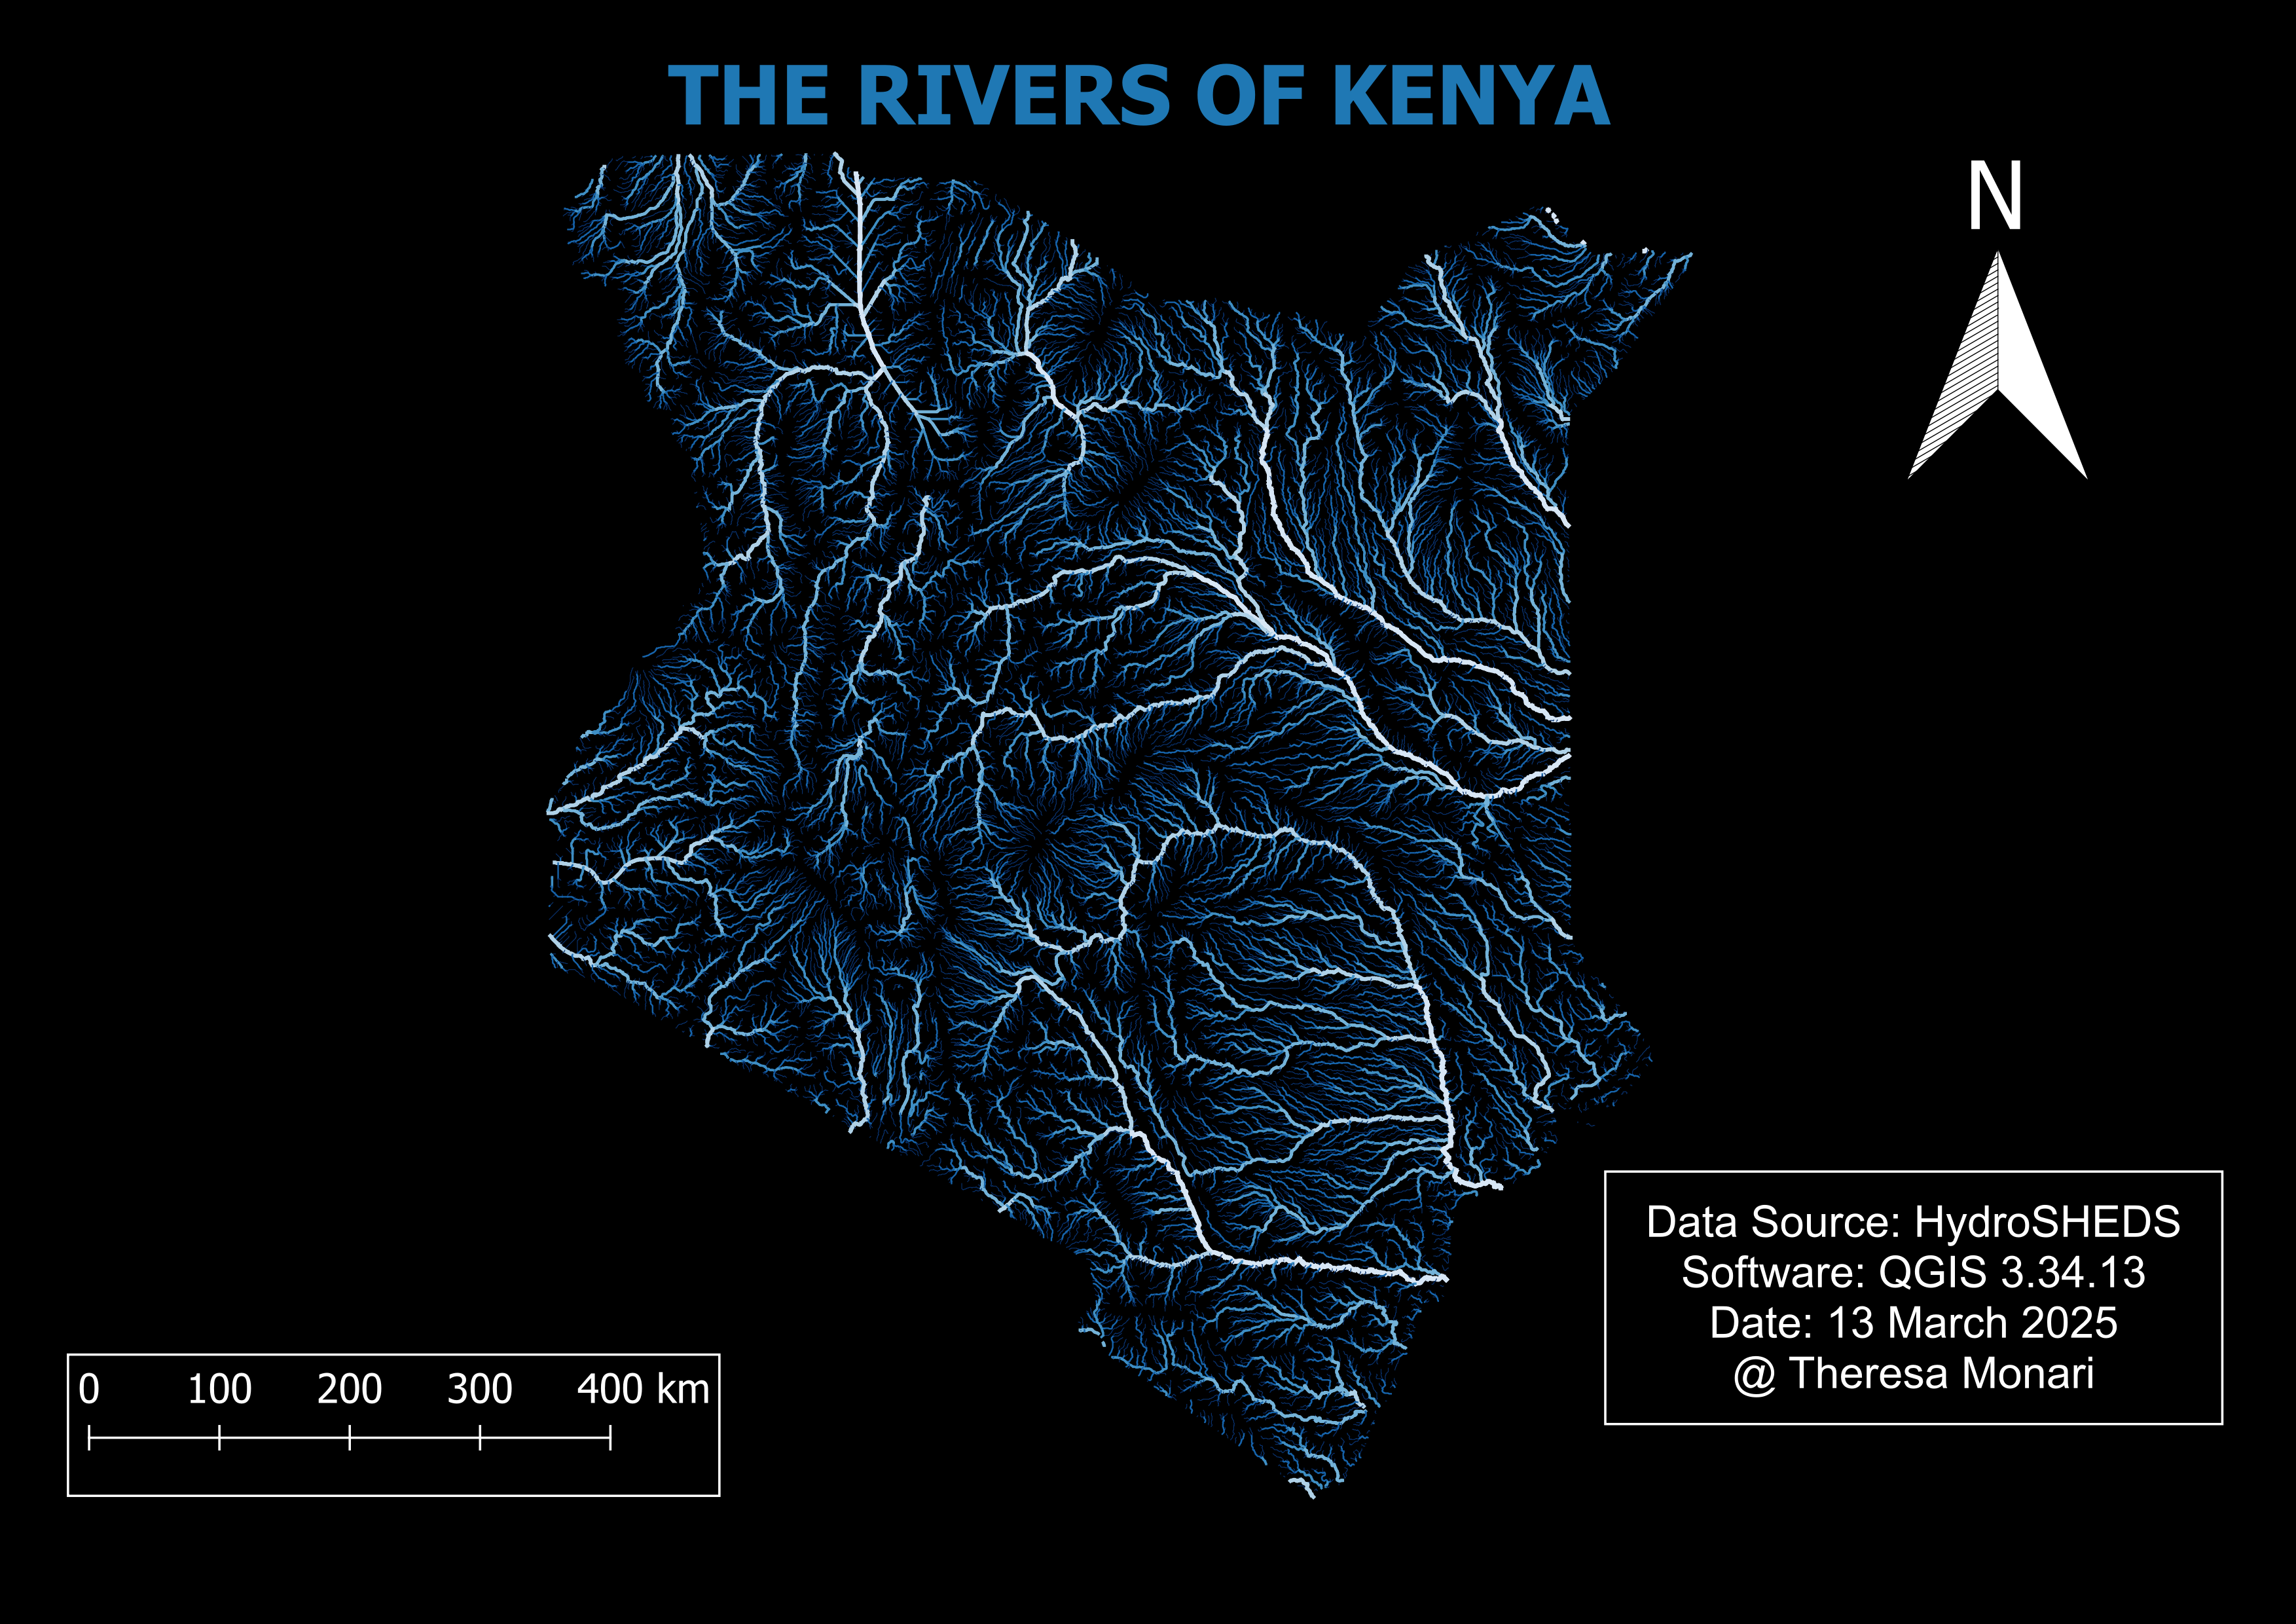 THE RIVERS OF KENYA
N
Data Source: HydroSHEDS
Software: QGIS 3.34.13
Date: 13 March 2025
@ Theresa Monari
0 100 200 300 400 km